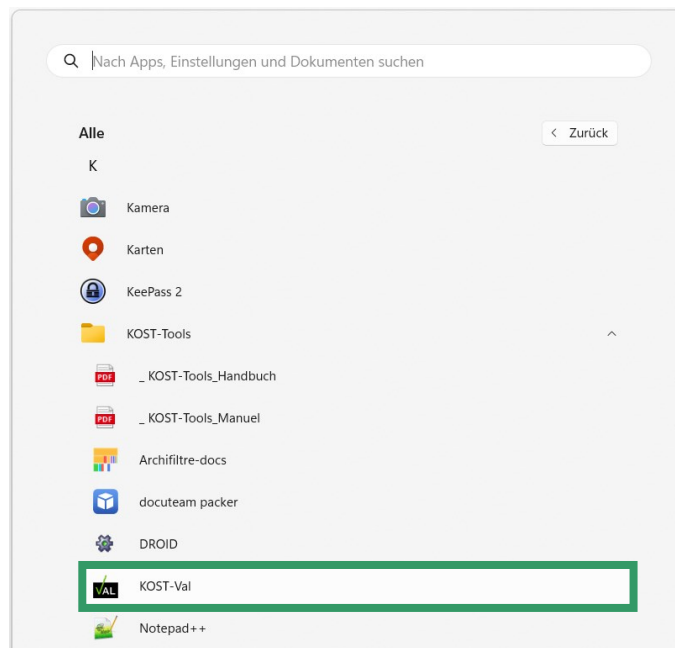 Nach Apps, Einstellungen und Dokumenten suchen
Alle
Zurück
K
Kamera
Karten
KeePass 2
KOST-Tools
PDF
_ KOST-Tools_Handbuch
PDF
_ KOST-Tools_Manuel
Archifiltre-docs
docuteam packer
DROID
VAL
KOST-Val
Notepad++